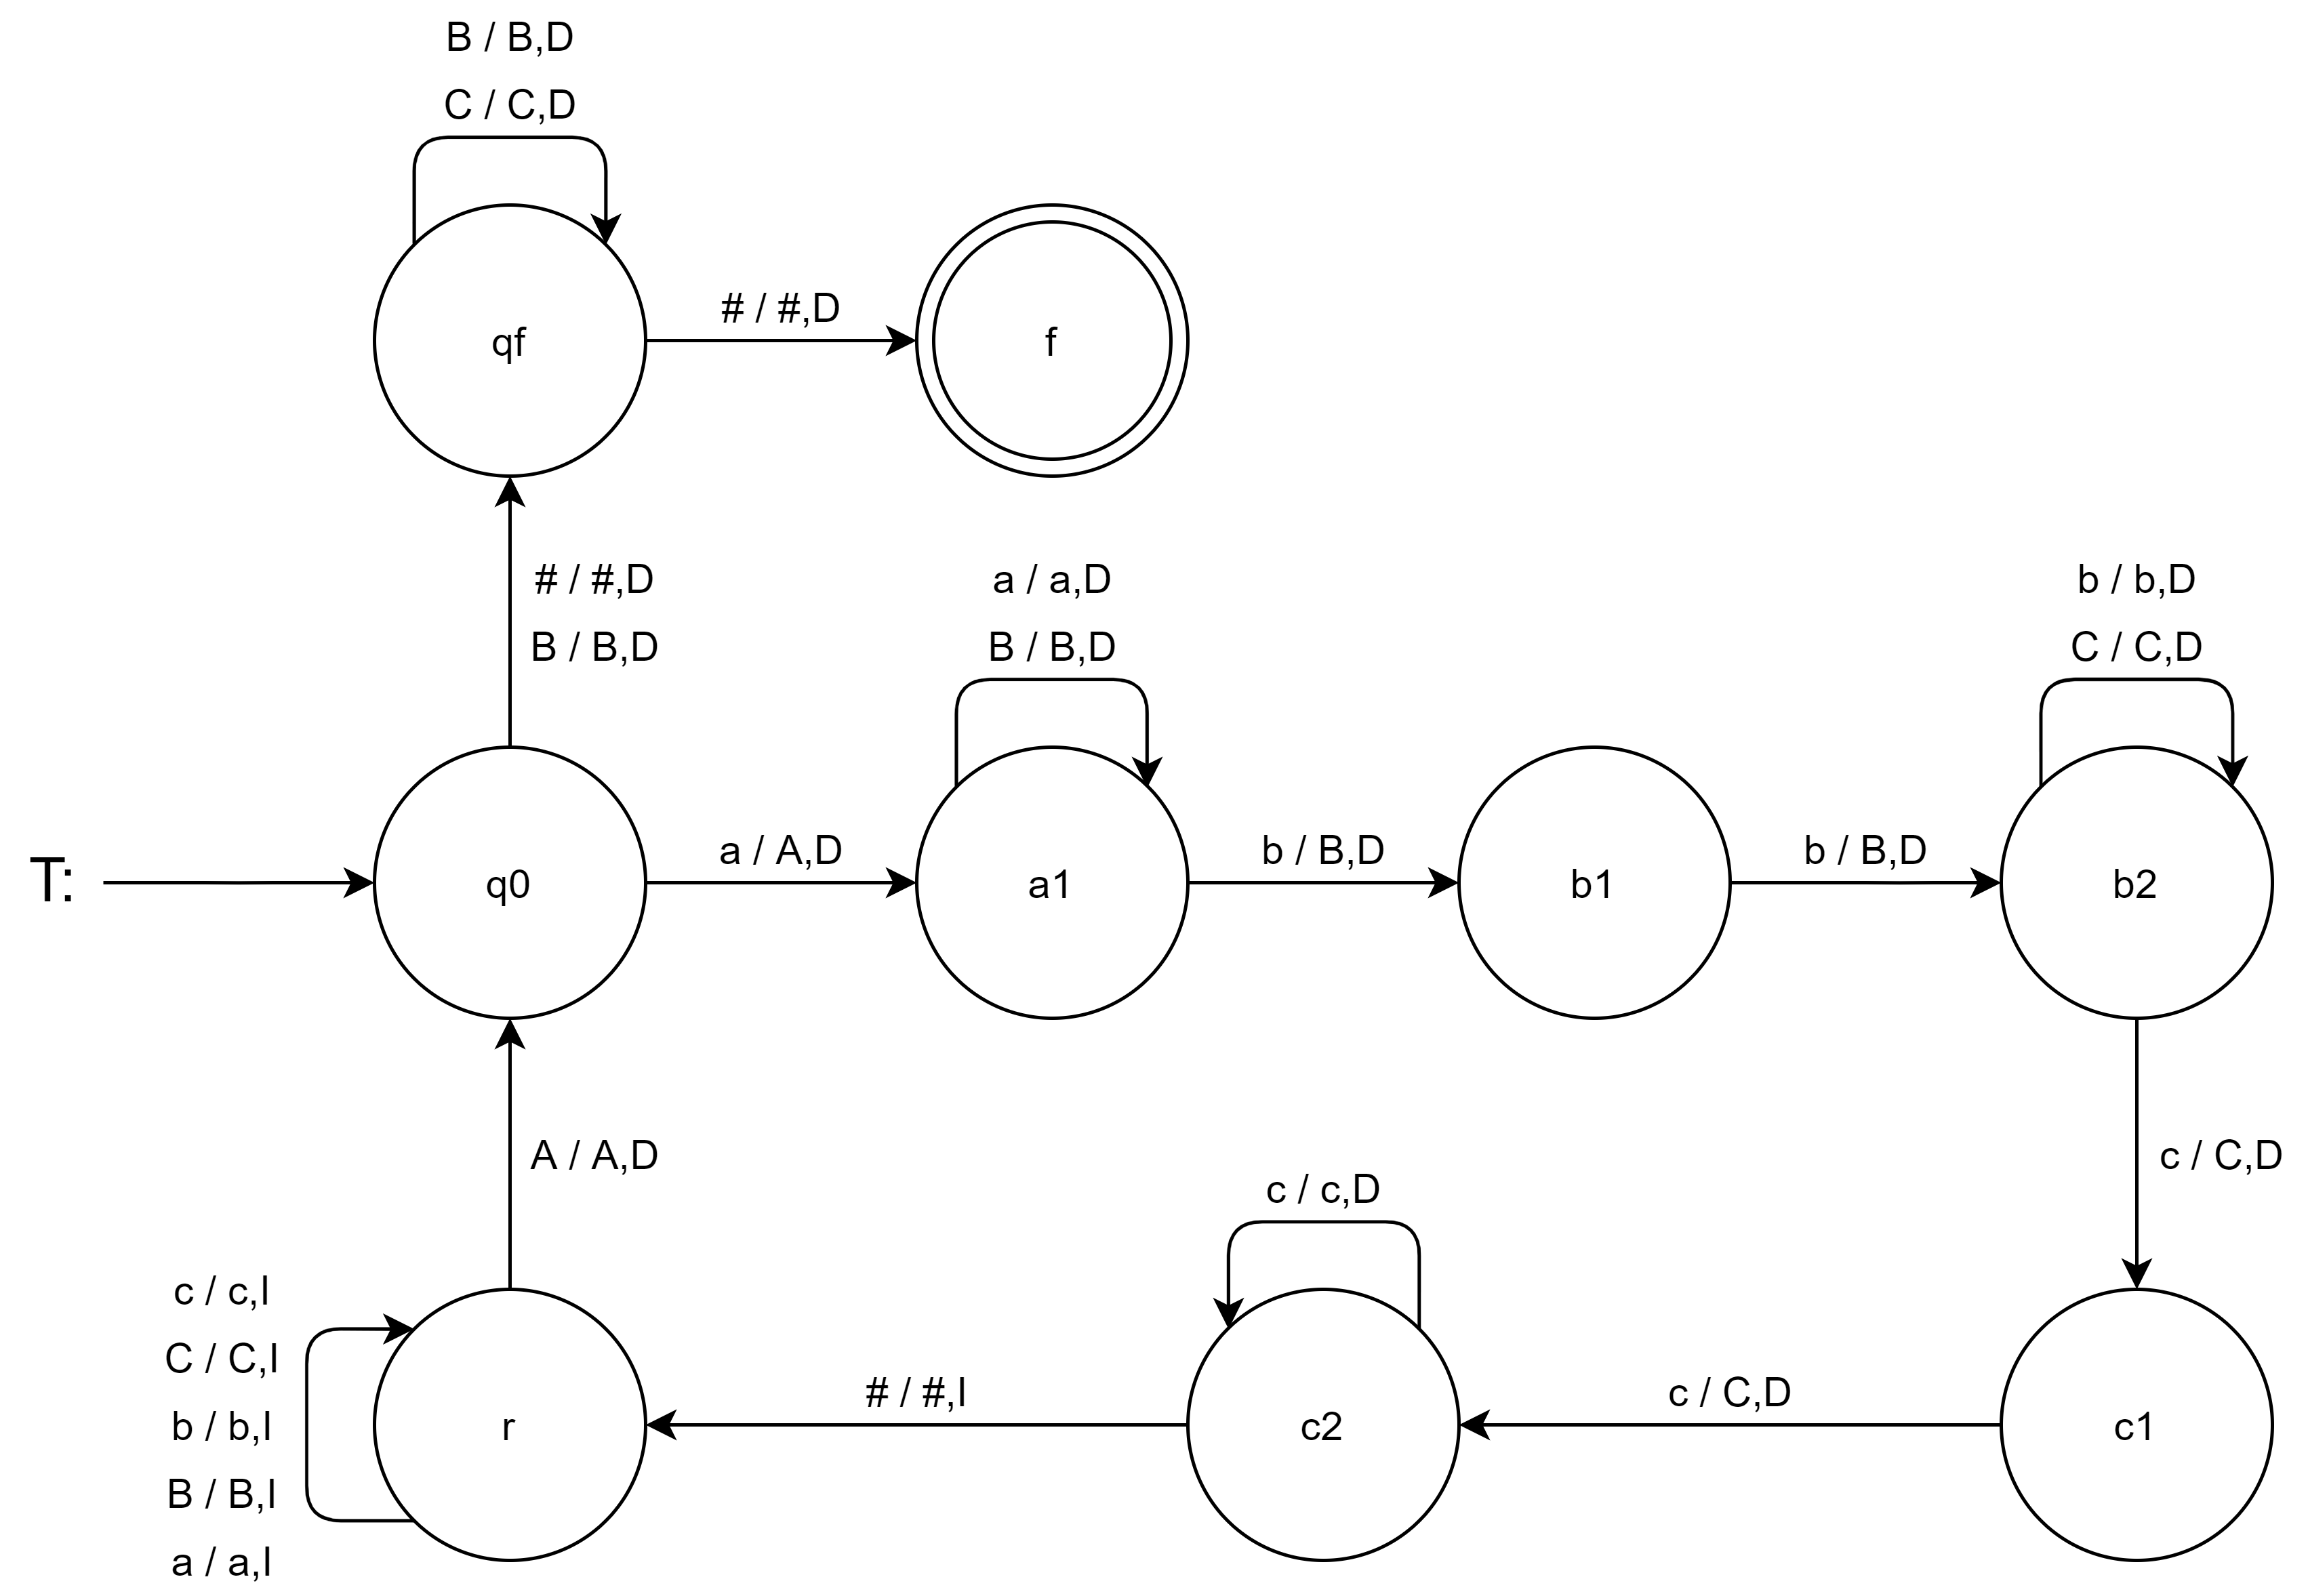 B / B,D
C / C,D
qf
# / #,D
f
# / #,D
B / B,D
a / a,D
B / B,D
b / b,D
C / C,D
T:
q0
a / A,D
a1
b / B,D
b1
b / B,D
b2
A / A,D
c / c,D
c / C,D
c / c,I
C / C,I
b / b,I
B / B,I
a / a,I
r
# / #,I
c2
c / C,D
c1